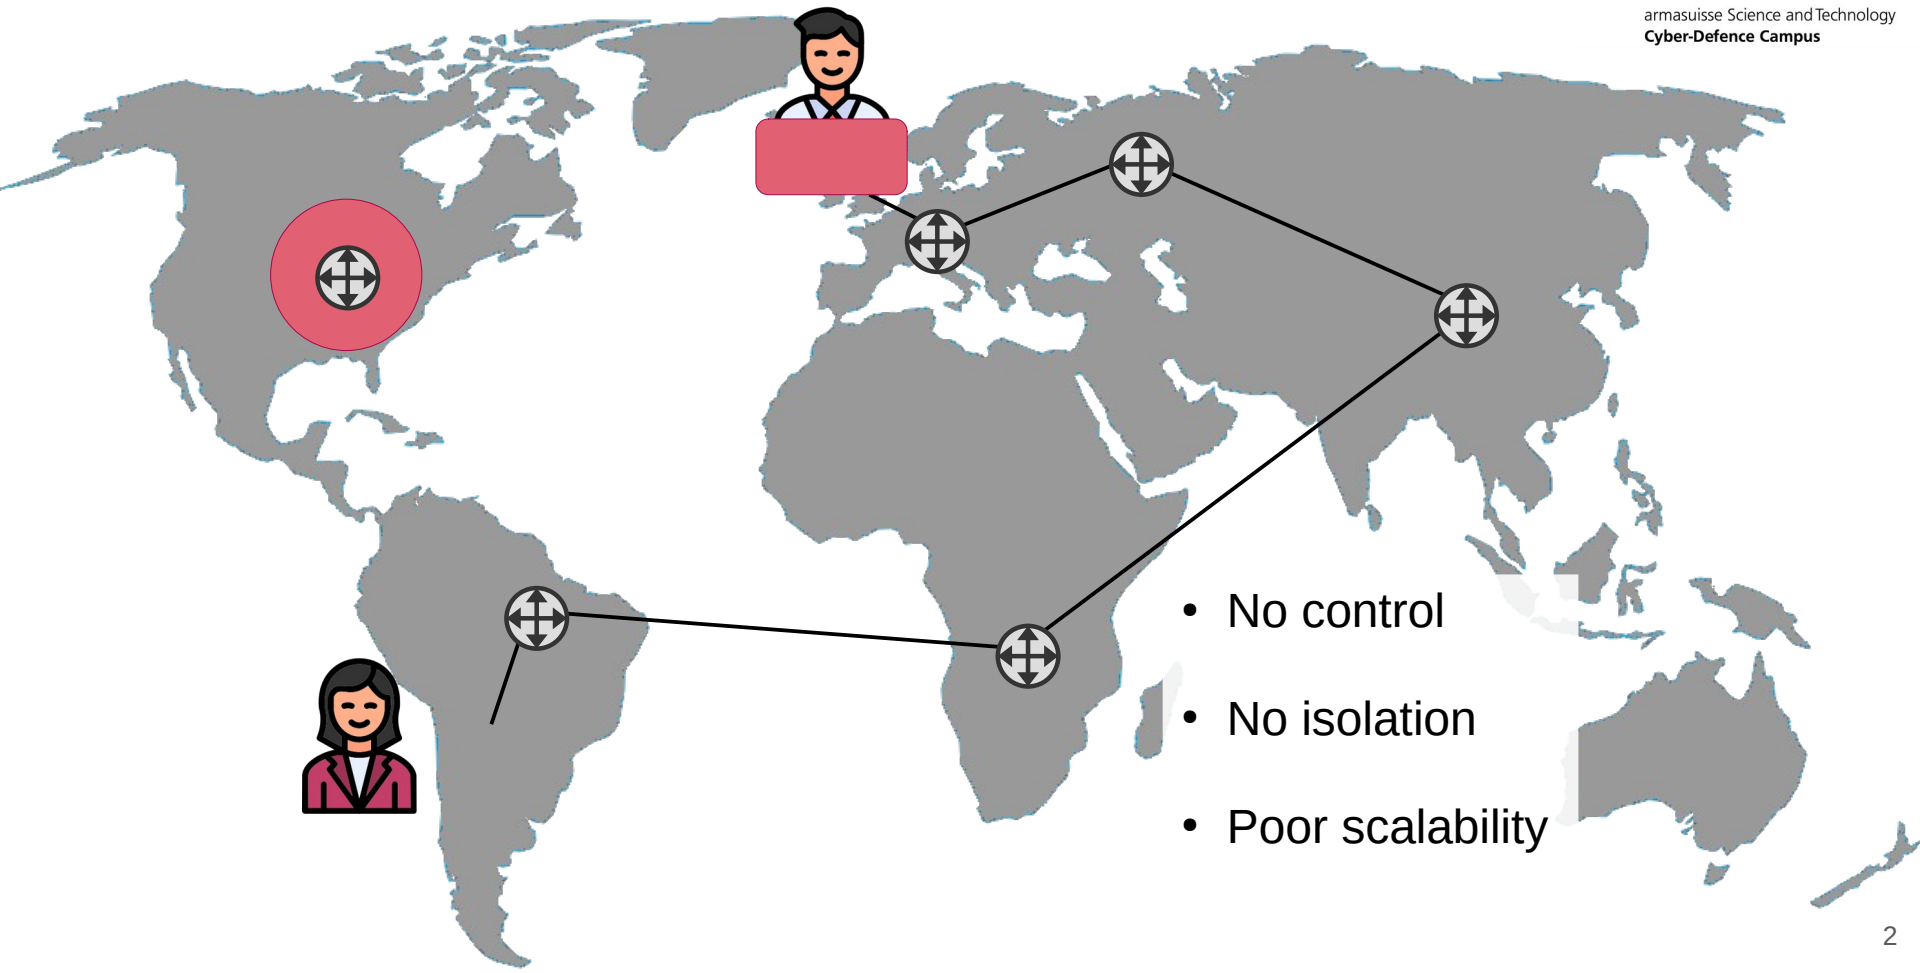 armasuisse Science and Technology
Cyber-Defence Campus
• No control
• No isolation
• Poor scalability
2